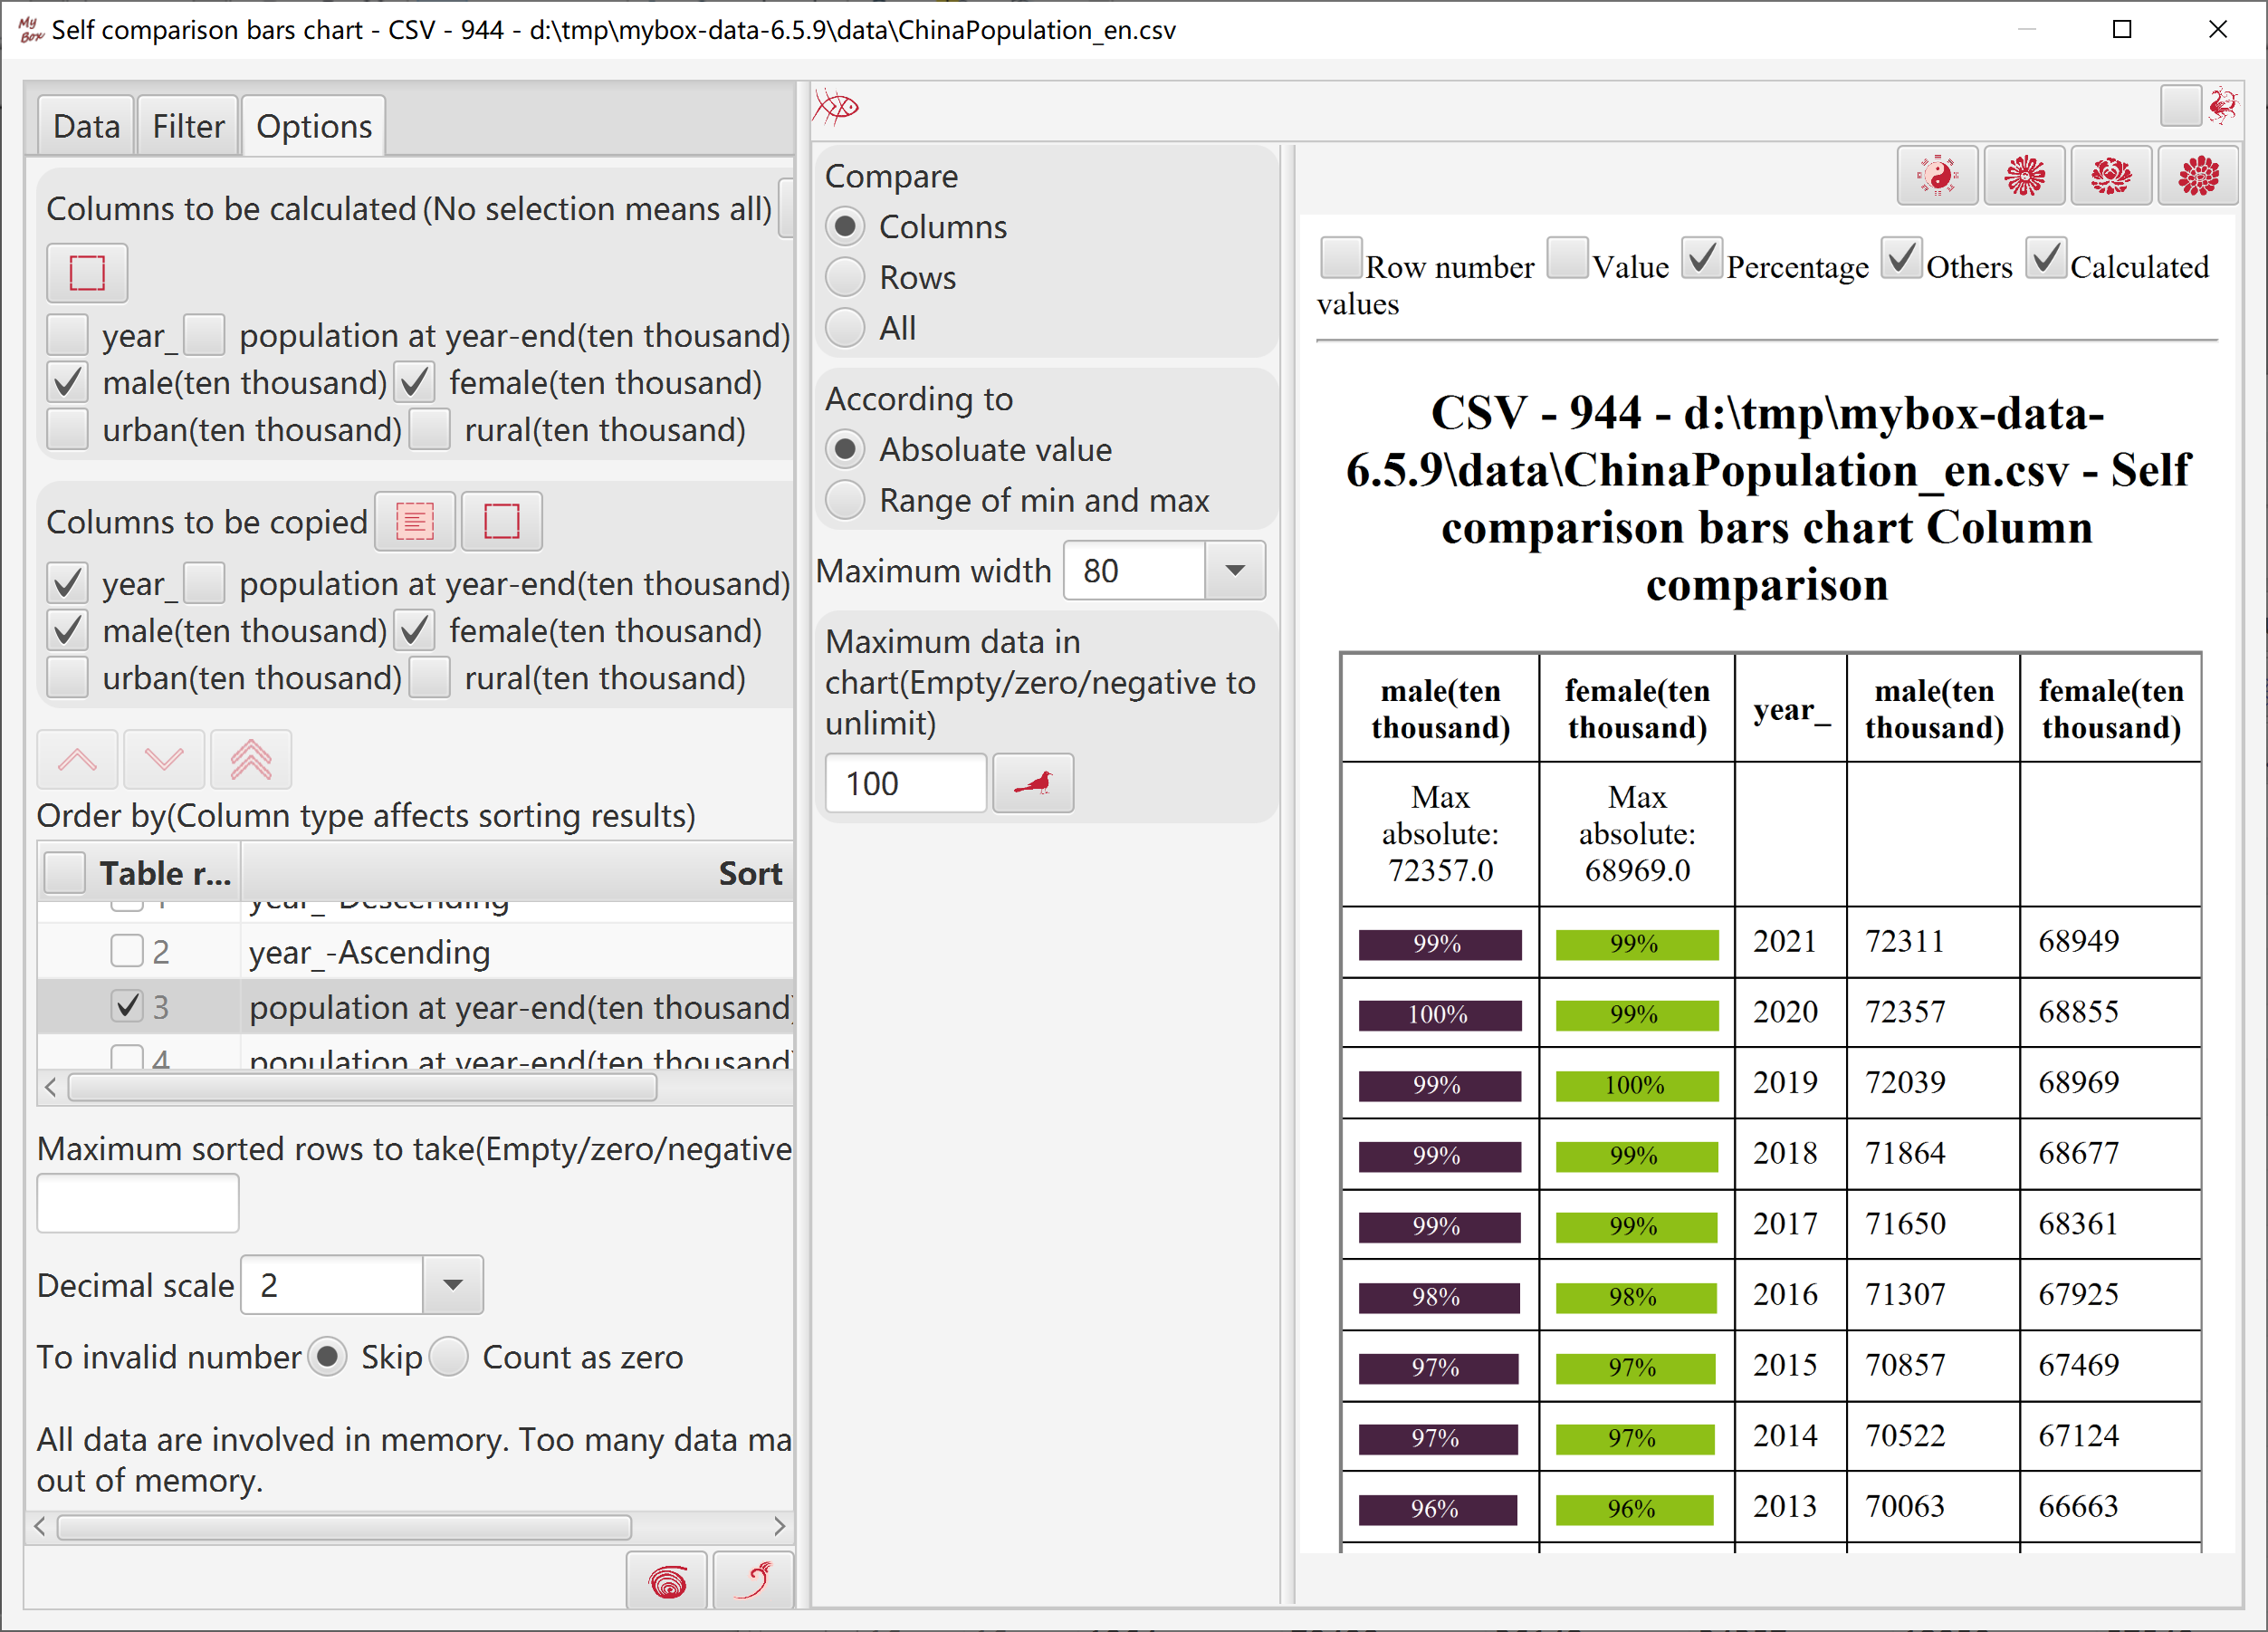 My Box
Self comparison bars chart - CSV - 944 - d:\tmp\mybox-data-6.5.9\data\ChinaPopulation_en.csv
Data Filter Options
Columns to be calculated(No selection means all)
year_ population at year-end(ten thousand)
male(ten thousand) female(ten thousand)
urban(ten thousand) rural(ten thousand)
Columns to be copied
year_ population at year-end(ten thousand)
male(ten thousand) female(ten thousand)
urban(ten thousand) rural(ten thousand)
Order by(Column type affects sorting results)
Table r... Sort
1 year_-Descending
2 year_-Ascending
3 population at year-end(ten thousand)
4 population at year-end(ten thousand)
Maximum sorted rows to take(Empty/zero/negative
Decimal scale 2
To invalid number Skip Count as zero
All data are involved in memory. Too many data ma
out of memory.
Compare
Columns
Rows
All
According to
Absoluate value
Range of min and max
Maximum width 80
Maximum data in
chart(Empty/zero/negative to
unlimit)
100
Row number Value Percentage Others Calculated
values
CSV - 944 - d:\tmp\mybox-data-
6.5.9\data\ChinaPopulation_en.csv - Self
comparison bars chart Column
comparison
male(ten thousand) female(ten thousand) year_ male(ten thousand) female(ten thousand)
Max absolute: 72357.0 Max absolute: 68969.0
99% 99% 2021 72311 68949
100% 99% 2020 72357 68855
99% 100% 2019 72039 68969
99% 99% 2018 71864 68677
99% 99% 2017 71650 68361
98% 98% 2016 71307 67925
97% 97% 2015 70857 67469
97% 97% 2014 70522 67124
96% 96% 2013 70063 66663